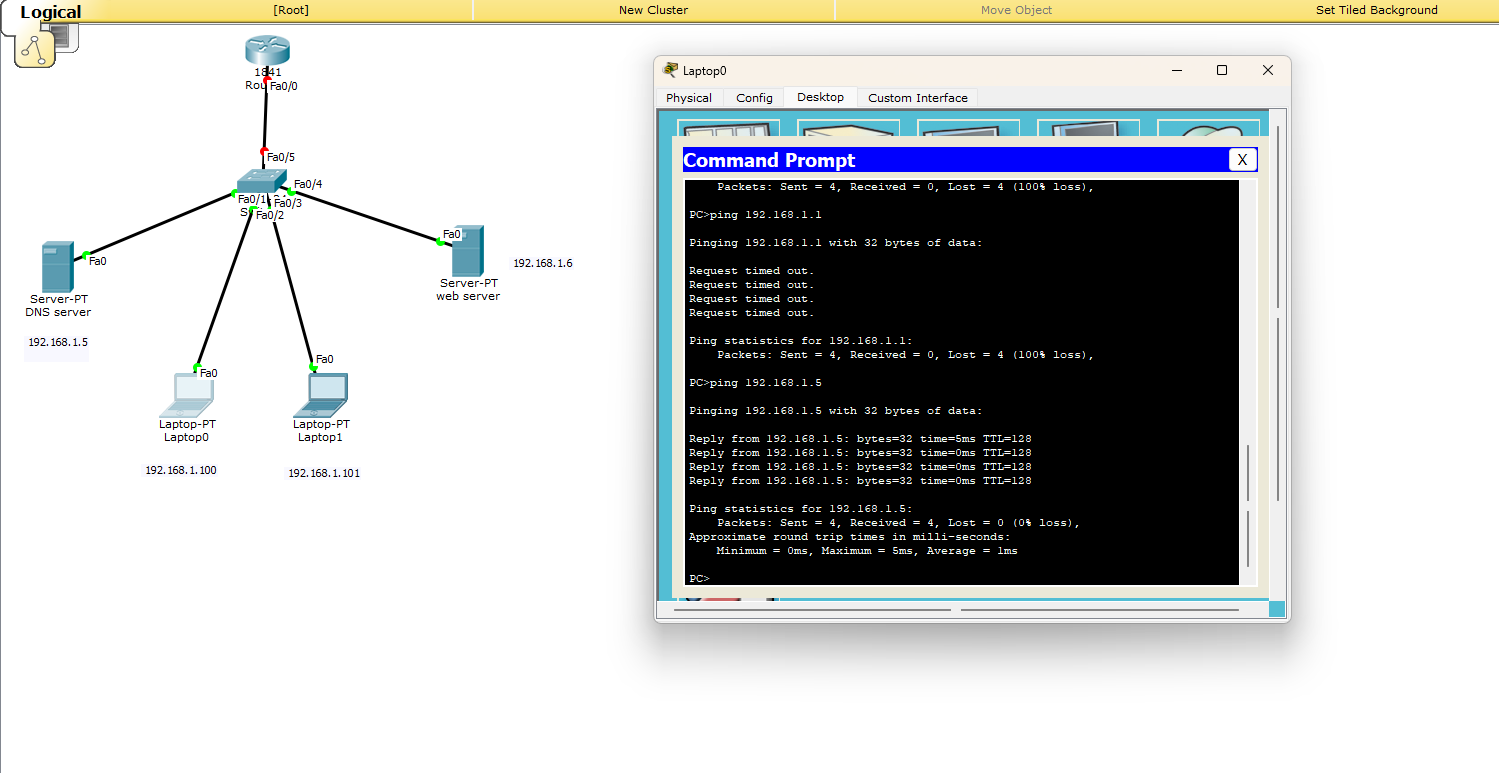 Logical
[Root]
New Cluster
Move Object
Set Tiled Background
1841
Rou
Fa0/0
Fa0/5
Fa0/4
Fa0/1
Fa0/3
Fa0/2
Fa0
Server-PT
DNS server
192.168.1.5
Fa0
Server-PT
web server
192.168.1.6
Fa0
Laptop-PT
Laptop0
192.168.1.100
Fa0
Laptop-PT
Laptop1
192.168.1.101
Laptop0
Physical
Config
Desktop
Custom Interface
Command Prompt
X
Packets: Sent = 4, Received = 0, Lost = 4 (100% loss),
PC>ping 192.168.1.1
Pinging 192.168.1.1 with 32 bytes of data:
Request timed out.
Request timed out.
Request timed out.
Request timed out.
Ping statistics for 192.168.1.1:
Packets: Sent = 4, Received = 0, Lost = 4 (100% loss),
PC>ping 192.168.1.5
Pinging 192.168.1.5 with 32 bytes of data:
Reply from 192.168.1.5: bytes=32 time=5ms TTL=128
Reply from 192.168.1.5: bytes=32 time=0ms TTL=128
Reply from 192.168.1.5: bytes=32 time=0ms TTL=128
Reply from 192.168.1.5: bytes=32 time=0ms TTL=128
Ping statistics for 192.168.1.5:
Packets: Sent = 4, Received = 4, Lost = 0 (0% loss),
Approximate round trip times in milli-seconds:
Minimum = 0ms, Maximum = 5ms, Average = 1ms
PC>